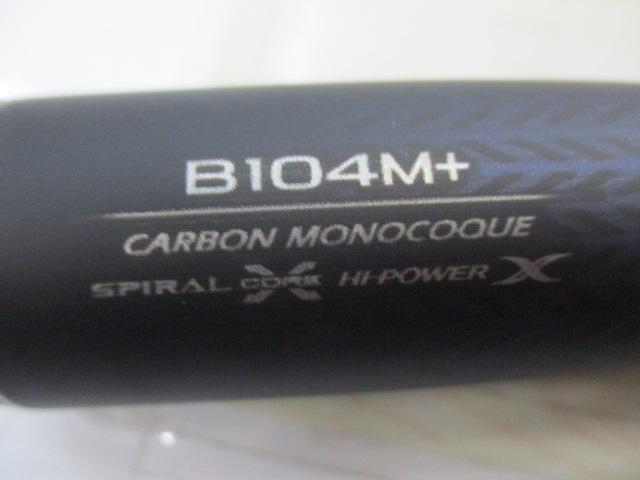 B104M+
CARBON MONOCOQUE
SPIRAL X CORE HI-POWER X